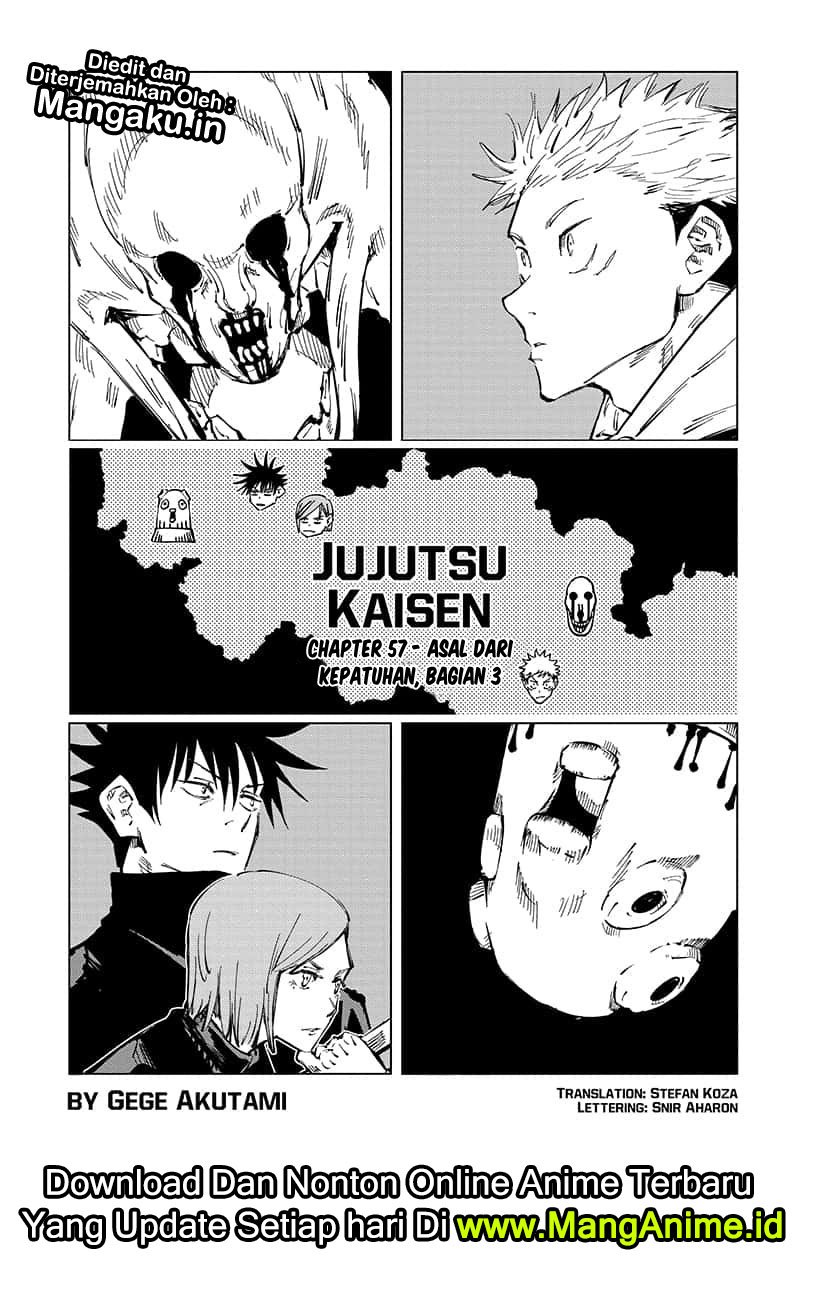 Diedit dan
Diterjemahkan Oleh :
Mangaku.in
JUJUTSU
KAISEN
CHAPTER 57 - ASAL DARI
KEPATUHAN, BAGIAN 3
BY GEGE AKUTAMI
TRANSLATION: STEFAN KOZA
LETTERING: SNIR AHARON
Download Dan Nonton Online Anime Terbaru
Yang Update Setiap hari Di www.MangAnime.id